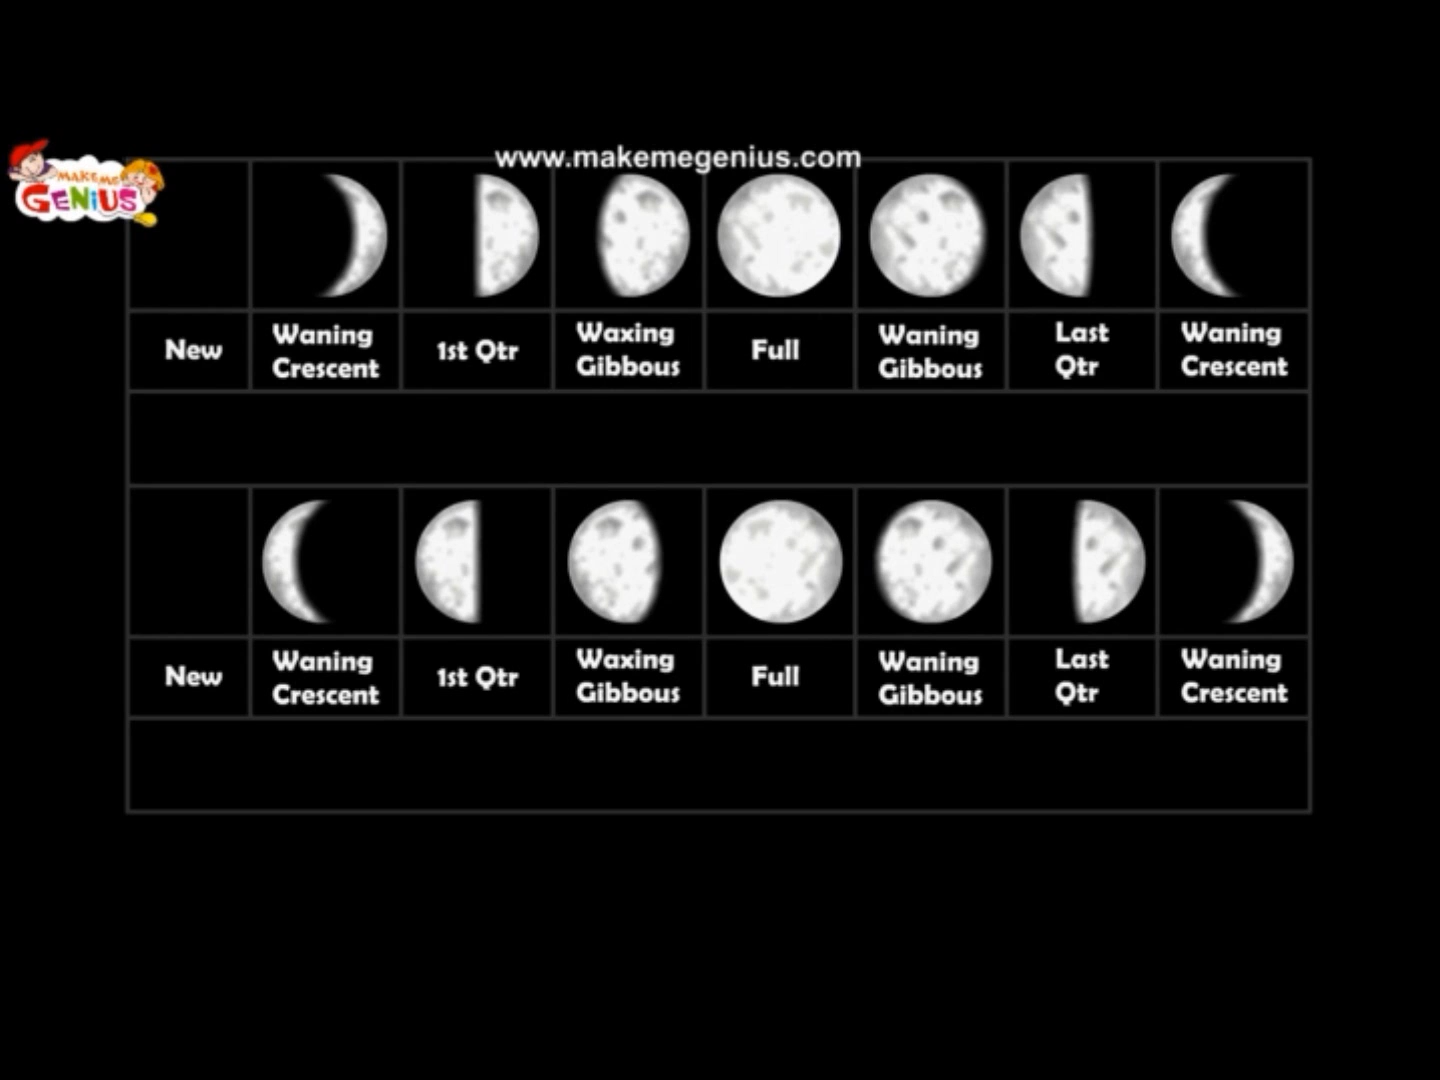 www.makemegenius.com
MAKE ME
GENiUS
New
Waning
Crescent
1st Qtr
Waxing
Gibbous
Full
Waning
Gibbous
Last
Qtr
Waning
Crescent
New
Waning
Crescent
1st Qtr
Waxing
Gibbous
Full
Waning
Gibbous
Last
Qtr
Waning
Crescent